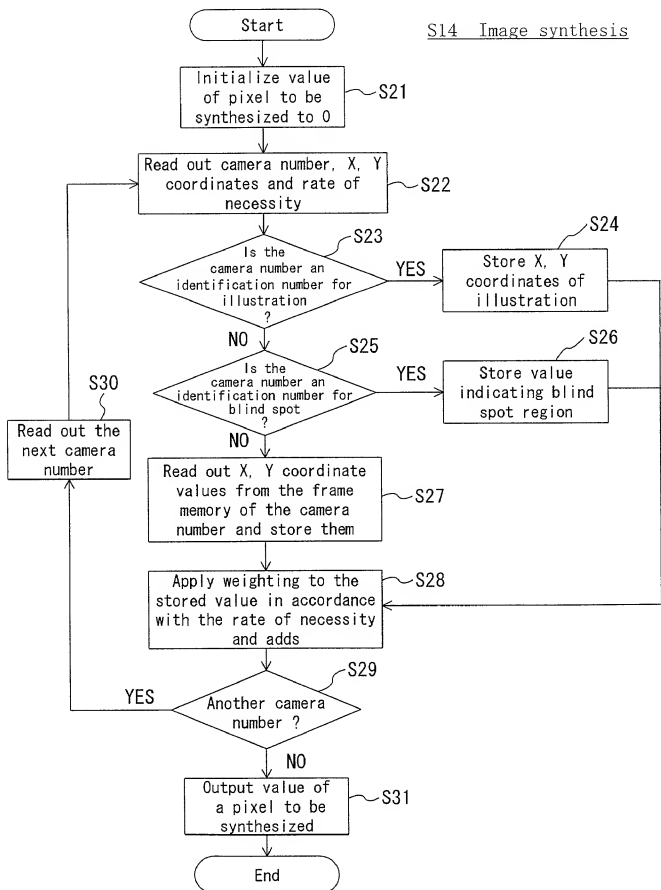 Start
S14 Image synthesis
Initialize value
of pixel to be
synthesized to 0
S21
Read out camera number, X, Y
coordinates and rate of
necessity
S22
S23
Is the
camera number an
identification number for
illustration
?
YES
NO
S24
Store X, Y
coordinates of
illustration
S25
Is the
camera number an
identification number for
blind spot
?
YES
NO
S26
Store value
indicating blind
spot region
S30
Read out the
next camera
number
Read out X, Y coordinate
values from the frame
memory of the camera
number and store them
S27
Apply weighting to the
stored value in accordance
with the rate of necessity
and adds
S28
S29
Another camera
number ?
YES
NO
Output value of
a pixel to be
synthesized
S31
End